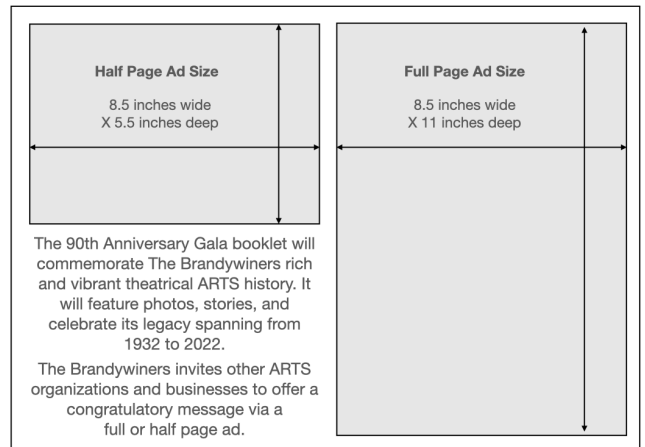 Half Page Ad Size
8.5 inches wide
X 5.5 inches deep
The 90th Anniversary Gala booklet will
commemorate The Brandywiners rich
and vibrant theatrical ARTS history. It
will feature photos, stories, and
celebrate its legacy spanning from
1932 to 2022.
The Brandywiners invites other ARTS
organizations and businesses to offer a
congratulatory message via a
full or half page ad.
Full Page Ad Size
8.5 inches wide
X 11 inches deep